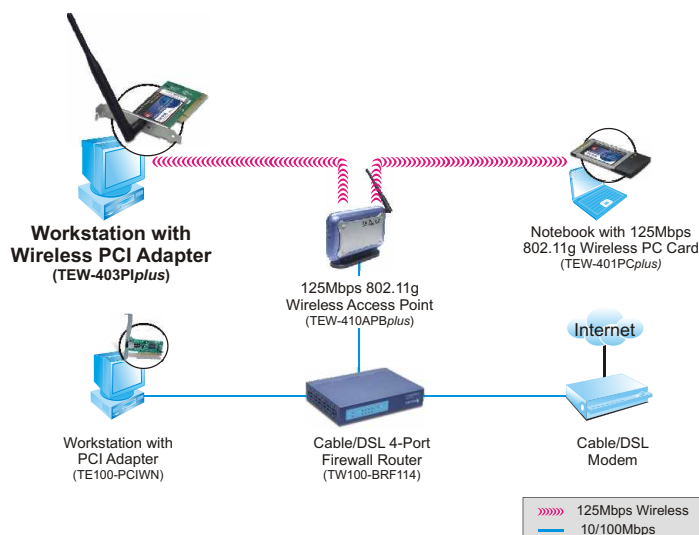 Workstation with
Wireless PCI Adapter
(TEW-403PIplus)
125Mbps 802.11g
Wireless Access Point
(TEW-410APBplus)
Notebook with 125Mbps
802.11g Wireless PC Card
(TEW-401PCplus)
Internet
Workstation with
PCI Adapter
(TE100-PCIWN)
Cable/DSL 4-Port
Firewall Router
(TW100-BRF114)
Cable/DSL
Modem
125Mbps Wireless
10/100Mbps